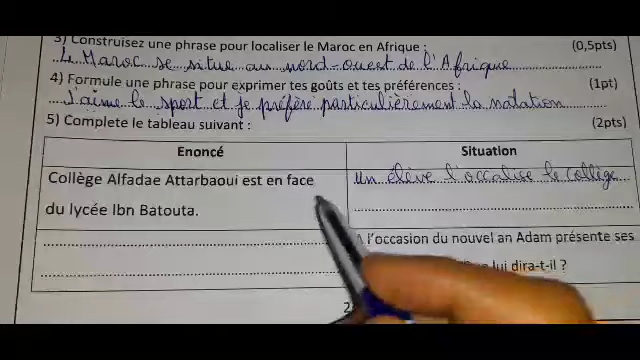 3) Construisez une phrase pour localiser le Maroc en Afrique : (0,5pts)
Le Maroc se situe au nord-ouest de l'Afrique
4) Formule une phrase pour exprimer tes goûts et tes préférences : (1pt)
J'aime le sport et je préfère particulièrement la natation
5) Complete le tableau suivant : (2pts)
Enoncé Situation
Collège Alfadae Attarbaoui est en face un élève l'occalise le collège
du lycée Ibn Batouta.
l'occasion du nouvel an Adam présente ses
lui dira-t-il ?
2